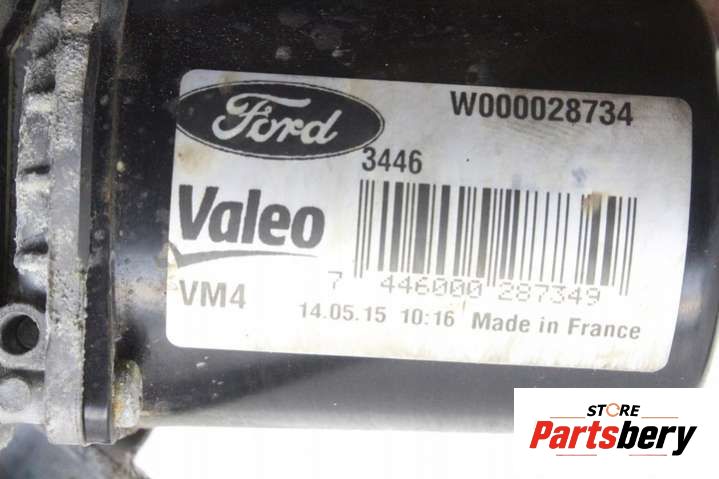 Ford
W000028734
3446
Valeo
7 446000 287349
VM4
14.05.15 10:16 Made in France
STORE
Partsbery